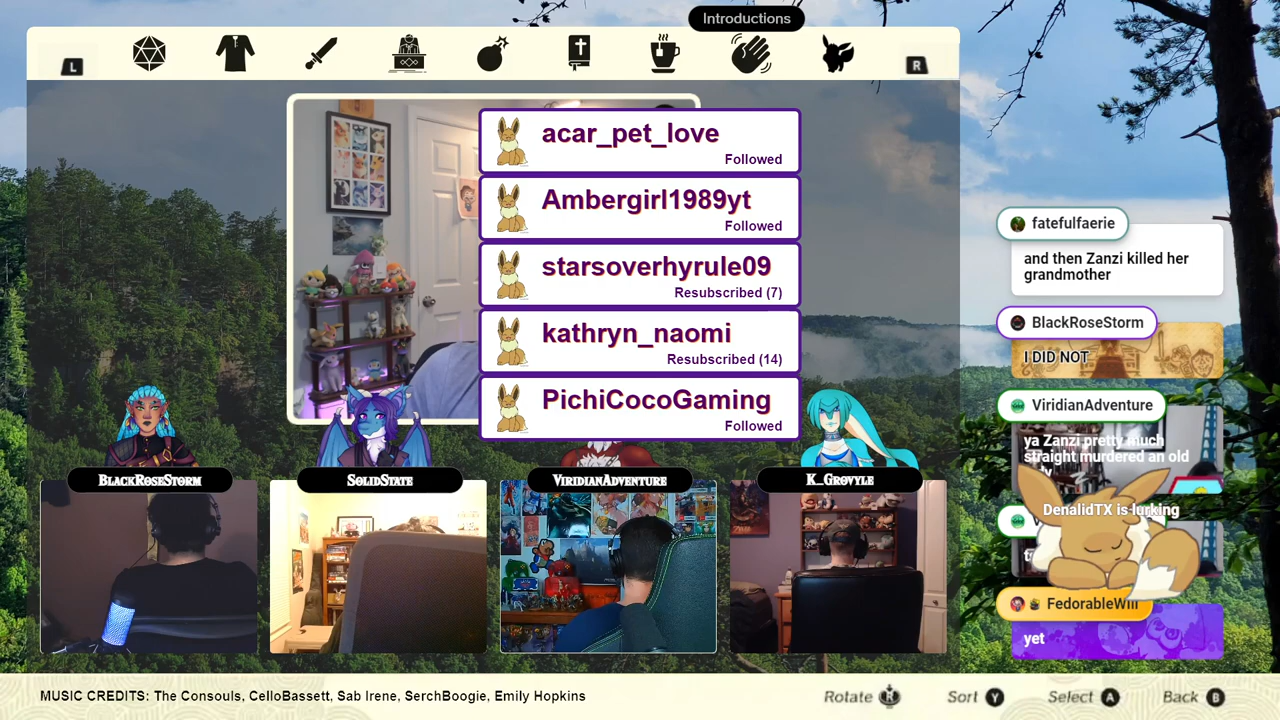 Introductions
L
R
acar_pet_love
Followed
Ambergirl1989yt
Followed
starsoverhyrule09
Resubscribed (7)
kathryn_naomi
Resubscribed (14)
PichiCocoGaming
Followed
fatefulfaerie
and then Zanzi killed her
grandmother
BlackRoseStorm
I DID NOT
ViridianAdventure
ya Zanzi pretty much
straight murdered an old
DenalidTX is lurking
FedorableWill
yet
BlackRoseStorm
SolidState
ViridianAdventure
K_Grovyle
MUSIC CREDITS: The Consouls, CelloBassett, Sab Irene, SerchBoogie, Emily Hopkins
Rotate R
Sort Y
Select A
Back B